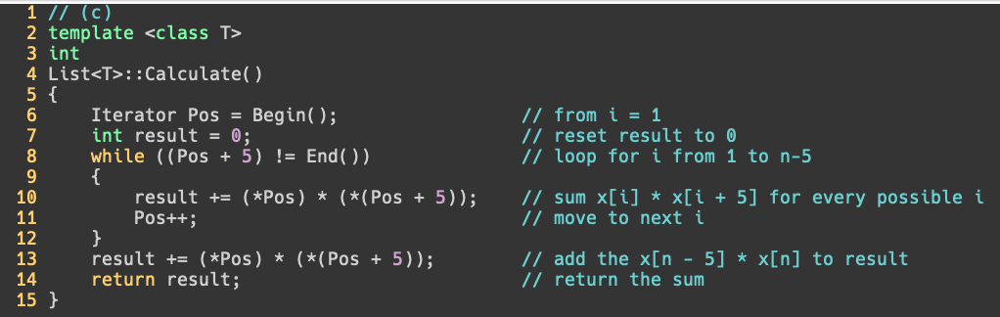 1 // (c)
2 template <class T>
3 int
4 List<T>::Calculate()
5 {
6     Iterator Pos = Begin();                 // from i = 1
7     int result = 0;                         // reset result to 0
8     while ((Pos + 5) != End())              // loop for i from 1 to n-5
9     {
10         result += (*Pos) * (*(Pos + 5));    // sum x[i] * x[i + 5] for every possible i
11         Pos++;                              // move to next i
12     }
13     result += (*Pos) * (*(Pos + 5));        // add the x[n - 5] * x[n] to result
14     return result;                          // return the sum
15 }